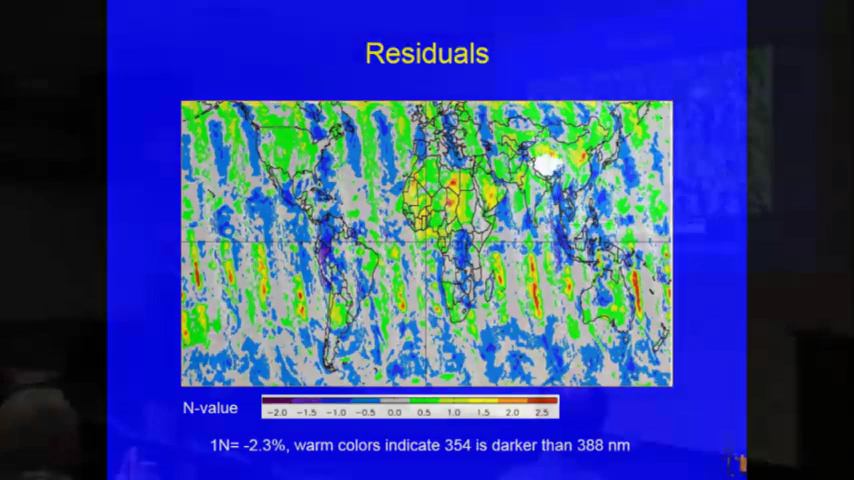 Residuals
N-value
−2.0 −1.5 −1.0 −0.5 0.0 0.5 1.0 1.5 2.0 2.5
1N= -2.3%, warm colors indicate 354 is darker than 388 nm